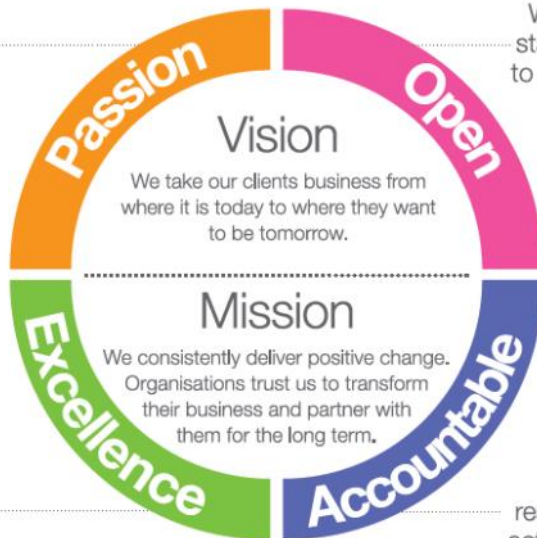 Passion
Open
st
to
Vision
We take our clients business from
where it is today to where they want
to be tomorrow.
Mission
We consistently deliver positive change.
Organisations trust us to transform
their business and partner with
them for the long term.
Excellence
Accountable
re